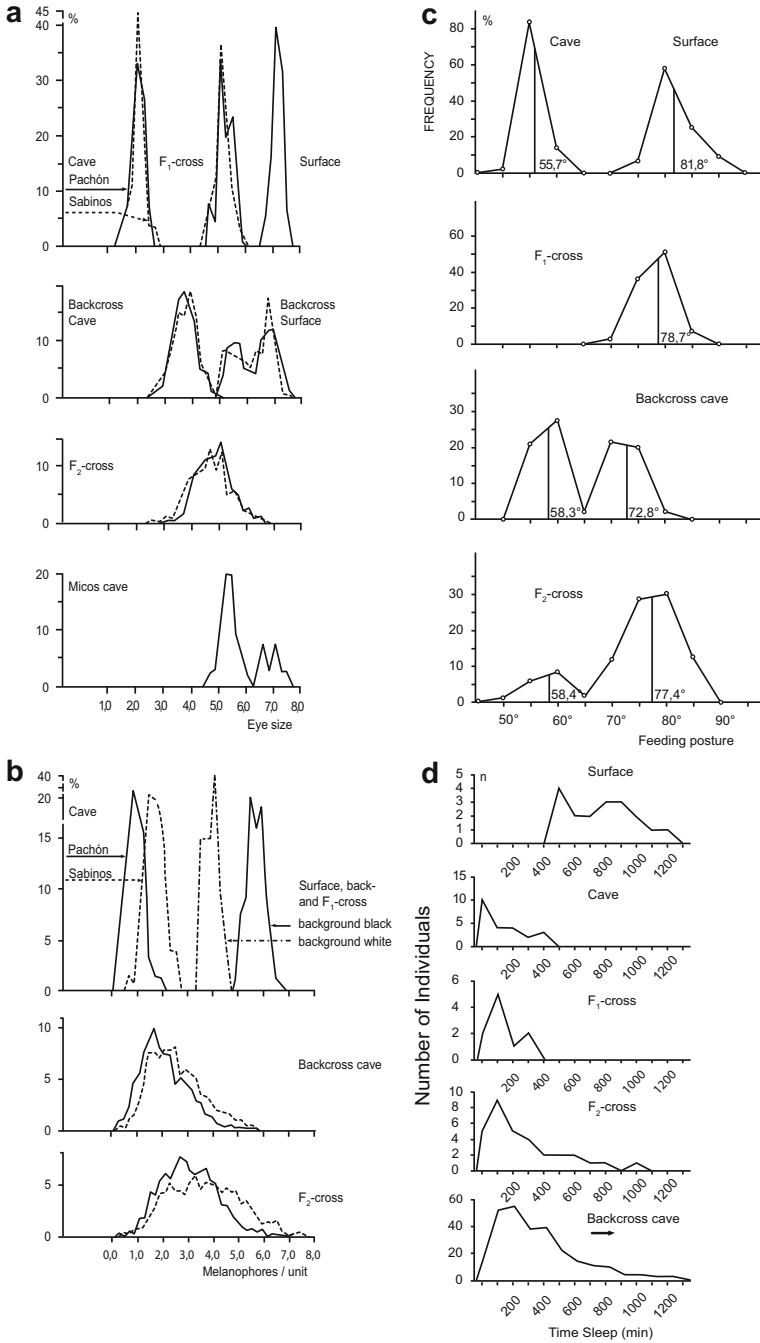 a
%
45
40
30
20
10
0
Cave
Pachón
Sabinos
F1-cross
Surface
Backcross
Cave
Backcross
Surface
10
0
F2-cross
10
0
Micos cave
20
10
0
1,0 2,0 3,0 4,0 5,0 6,0 7,0 8,0
Eye size
b
%
40
20
15
10
5
0
Cave
Pachón
Sabinos
Surface, back-
and F1-cross
background black
background white
10
5
0
Backcross cave
5
0
F2-cross
0,0 1,0 2,0 3,0 4,0 5,0 6,0 7,0 8,0
Melanophores / unit
c
FREQUENCY
%
80
60
40
20
0
Cave
Surface
55,7°
81,8°
60
40
20
0
F1-cross
78,7°
30
20
10
0
Backcross cave
58,3°
72,8°
30
20
10
0
F2-cross
58,4°
77,4°
50° 60° 70° 80° 90°
Feeding posture
d
Number of Individuals
Surface
n
5
4
3
2
1
0
200 400 600 800 1000 1200
Cave
15
10
5
0
200 400 600 800 1000 1200
F1-cross
6
4
2
0
200 400 600 800 1000 1200
F2-cross
10
8
6
4
2
0
200 400 600 800 1000 1200
Backcross cave
60
40
20
0
200 400 600 800 1000 1200
Time Sleep (min)